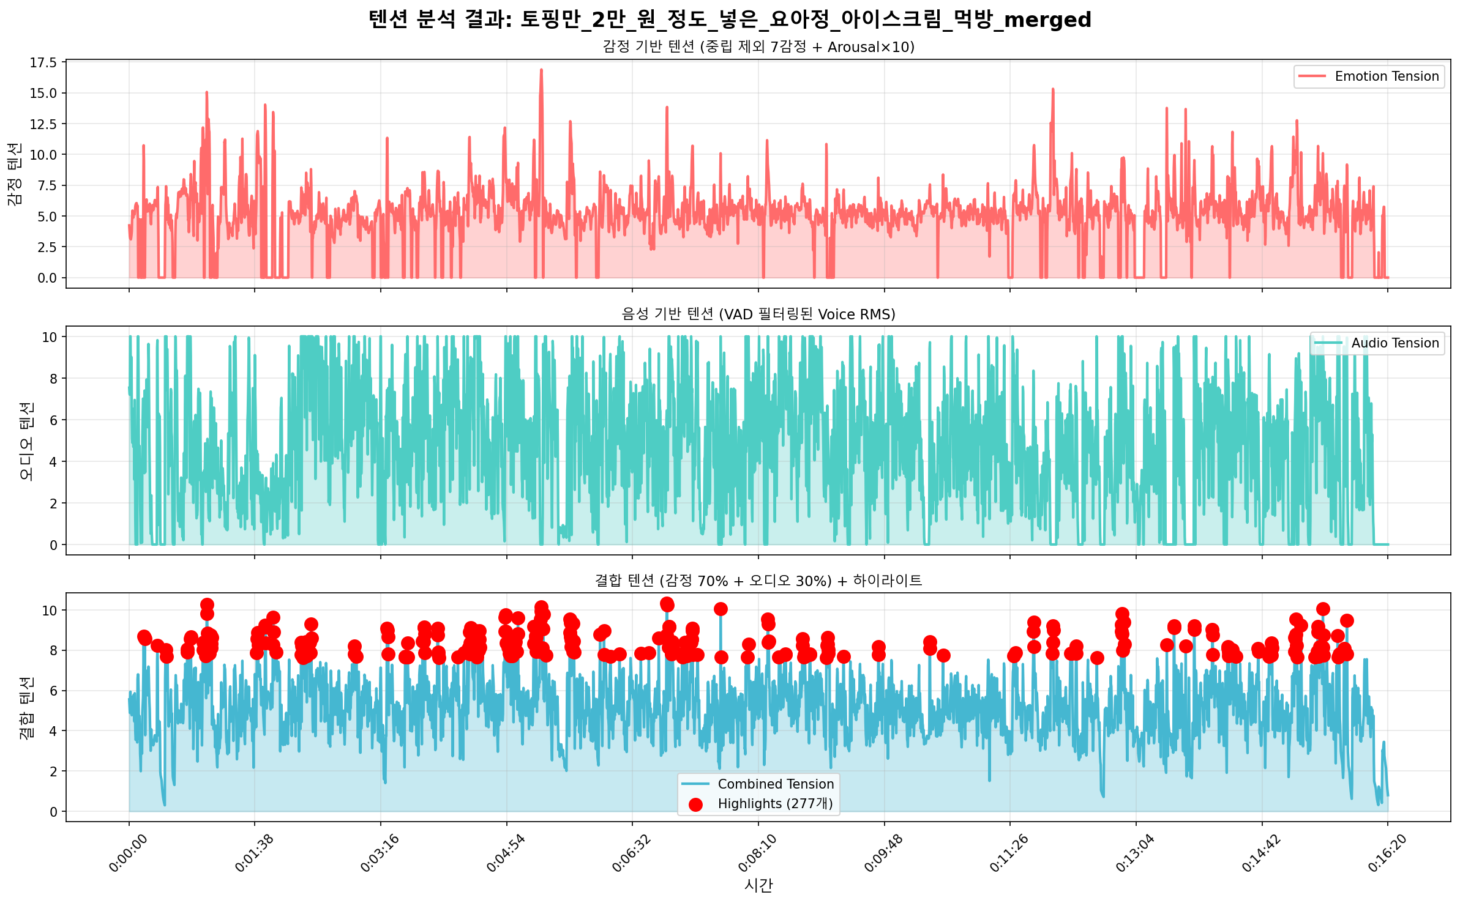 텐션 분석 결과: 토핑만_2만_원_정도_넣은_요아정_아이스크림_먹방_merged
감정 기반 텐션 (중립 제외 7감정 + Arousal×10)
Emotion Tension
감정 텐션
17.5
15.0
12.5
10.0
7.5
5.0
2.5
0.0
음성 기반 텐션 (VAD 필터링된 Voice RMS)
Audio Tension
오디오 텐션
10
8
6
4
2
0
결합 텐션 (감정 70% + 오디오 30%) + 하이라이트
결합 텐션
10
8
6
4
2
0
Combined Tension
Highlights (277개)
0:00:00
0:01:38
0:03:16
0:04:54
0:06:32
0:08:10
0:09:48
0:11:26
0:13:04
0:14:42
0:16:20
시간